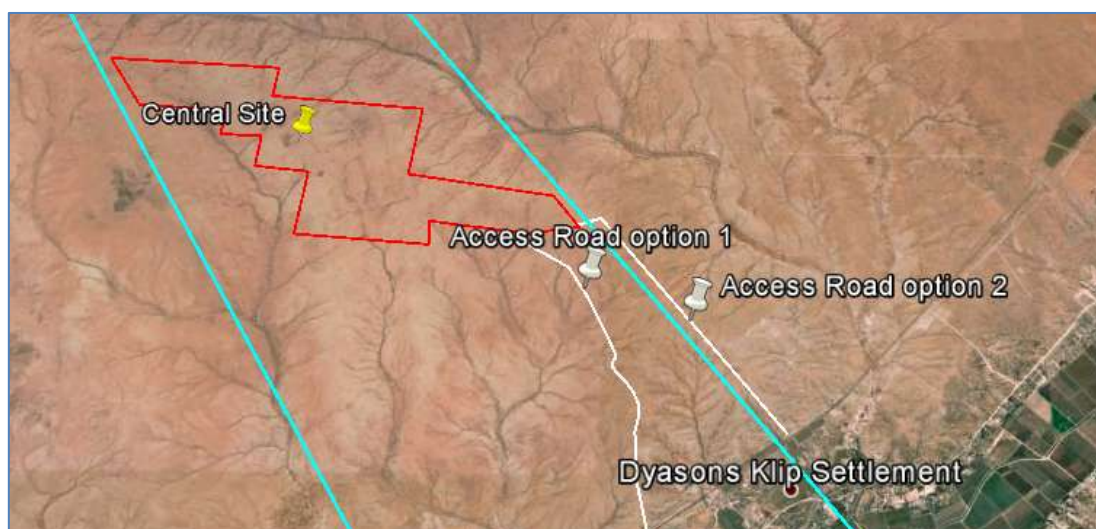 Central Site
Access Road option 1
Access Road option 2
Dyasons Klip Settlement